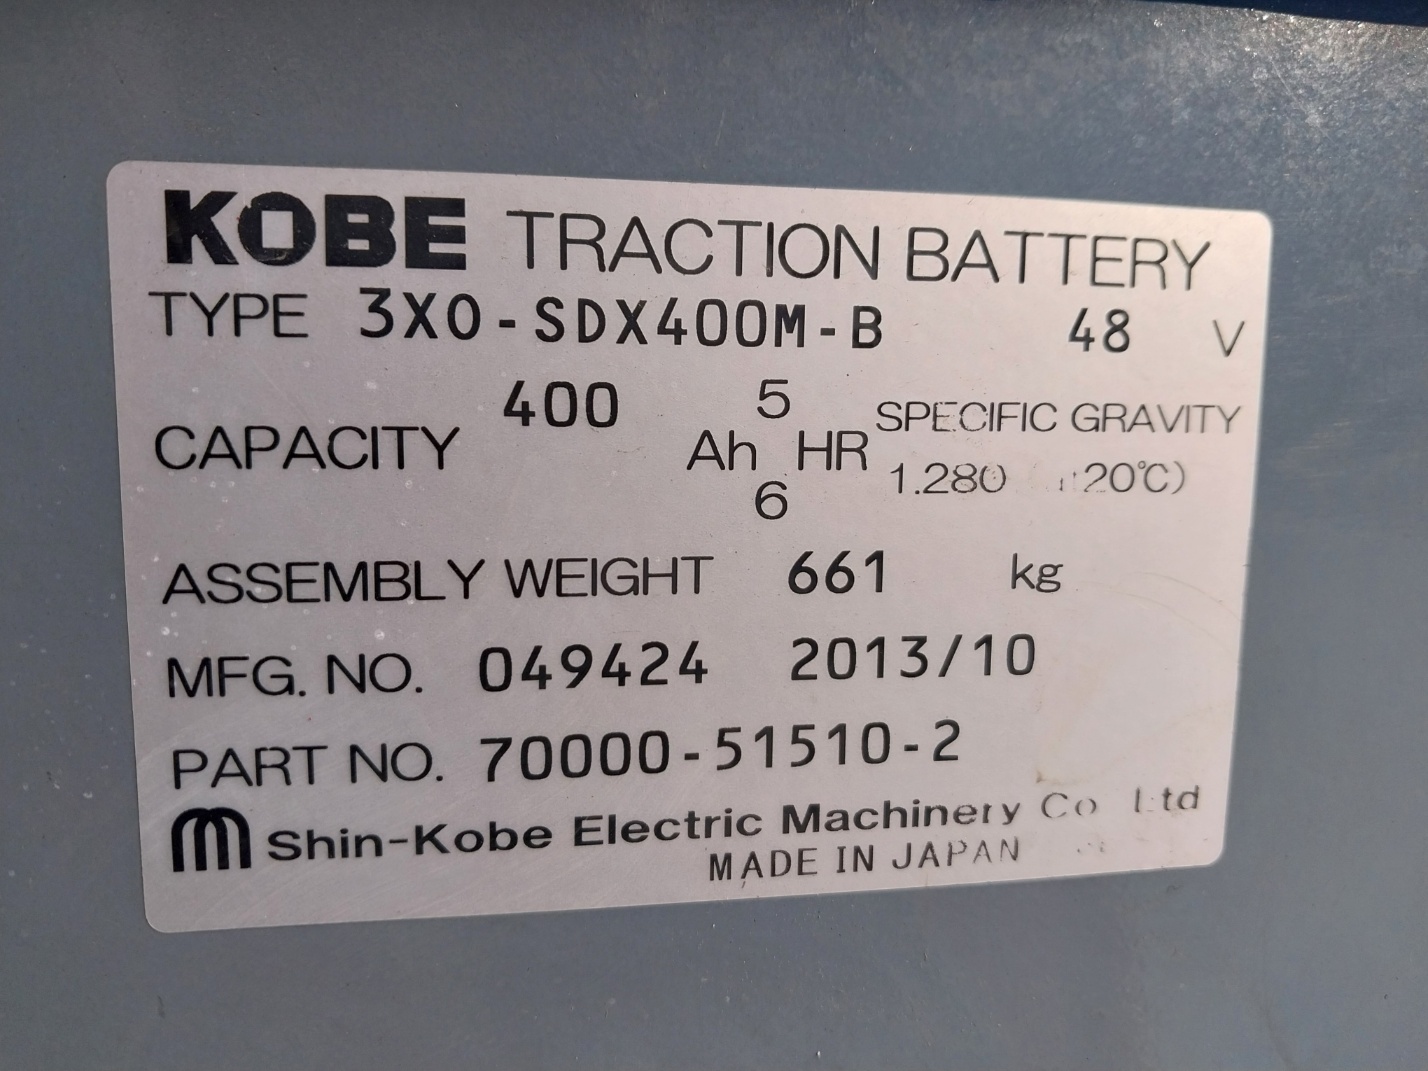 KOBE TRACTION BATTERY
TYPE 3X0-SDX400M-B 48 V
CAPACITY 400 Ah 5 HR 6
SPECIFIC GRAVITY
1.280 20℃)
ASSEMBLY WEIGHT 661 kg
MFG. NO. 049424 2013/10
PART NO. 70000-51510-2
Shin-Kobe Electric Machinery Co Ltd
MADE IN JAPAN